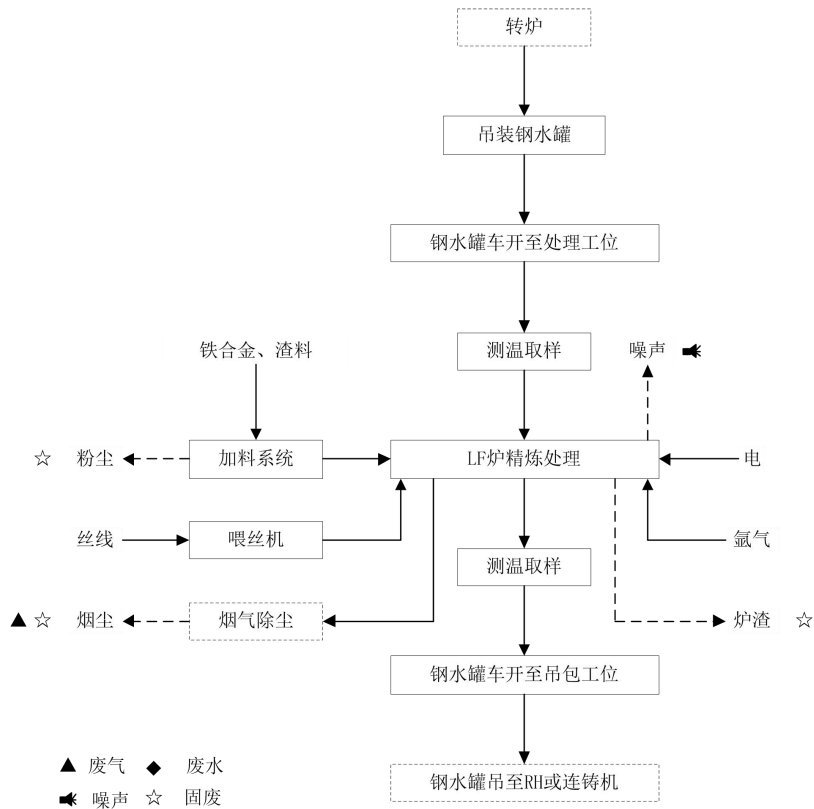 转炉
吊装钢水罐
钢水罐车开至处理工位
铁合金、渣料
测温取样
噪声
☆ 粉尘
加料系统
LF炉精炼处理
电
丝线
喂丝机
氩气
测温取样
▲ ☆ 烟尘
烟气除尘
炉渣 ☆
钢水罐车开至吊包工位
钢水罐吊至RH或连铸机
▲ 废气 ◆ 废水
噪声 ☆ 固废